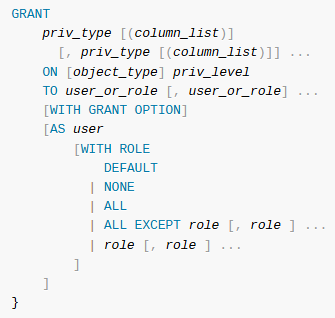 GRANT
    priv_type [(column_list)]
      [, priv_type [(column_list)]] ...
    ON [object_type] priv_level
    TO user_or_role [, user_or_role] ...
    [WITH GRANT OPTION]
    [AS user
        [WITH ROLE
            DEFAULT
          | NONE
          | ALL
          | ALL EXCEPT role [, role ] ...
          | role [, role ] ...
        ]
    ]
}